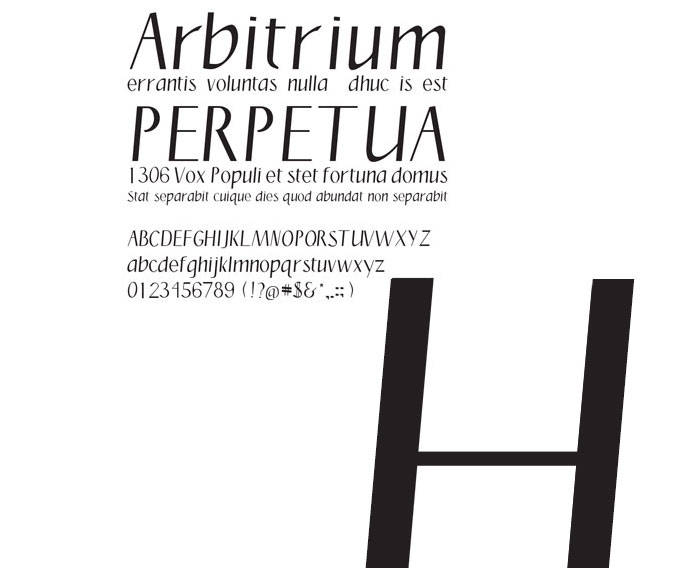 Arbitrium
errantis voluntas nulla dhuc is est
PERPETUA
1306 Vox Populi et stet fortuna domus
Stat separabit cuique dies quod abundat non separabit
ABCDEFGHIJKLMNOPORSTUVWXYZ
abcdefghijklmnopqrstuvwxyz
0123456789 (!?@#$&*,.:; )
H